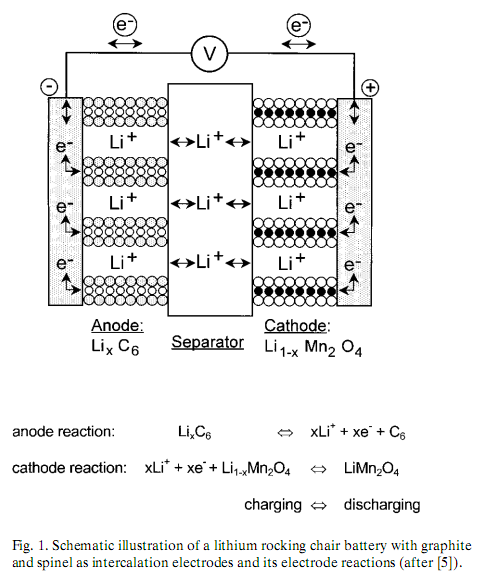 e- e-
V
- +
Li+ Li+ Li+
e- e-
Li+ Li+ Li+
e- e-
Li+ Li+ Li+
e- e-
Anode: Separator Cathode:
LixC6 Li1-x Mn2 O4
anode reaction: LixC6 ⇔ xLi+ + xe- + C6
cathode reaction: xLi+ + xe- + Li1-xMn2O4 ⇔ LiMn2O4
charging ⇔ discharging
Fig. 1. Schematic illustration of a lithium rocking chair battery with graphite
and spinel as intercalation electrodes and its electrode reactions (after [5]).